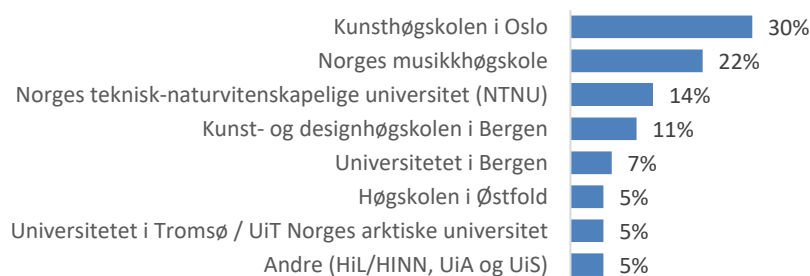 Kunsthøgskolen i Oslo 30%
Norges musikkhøgskole 22%
Norges teknisk-naturvitenskapelige universitet (NTNU) 14%
Kunst- og designhøgskolen i Bergen 11%
Universitetet i Bergen 7%
Høgskolen i Østfold 5%
Universitetet i Tromsø / UiT Norges arktiske universitet 5%
Andre (HiL/HINN, UiA og UiS) 5%